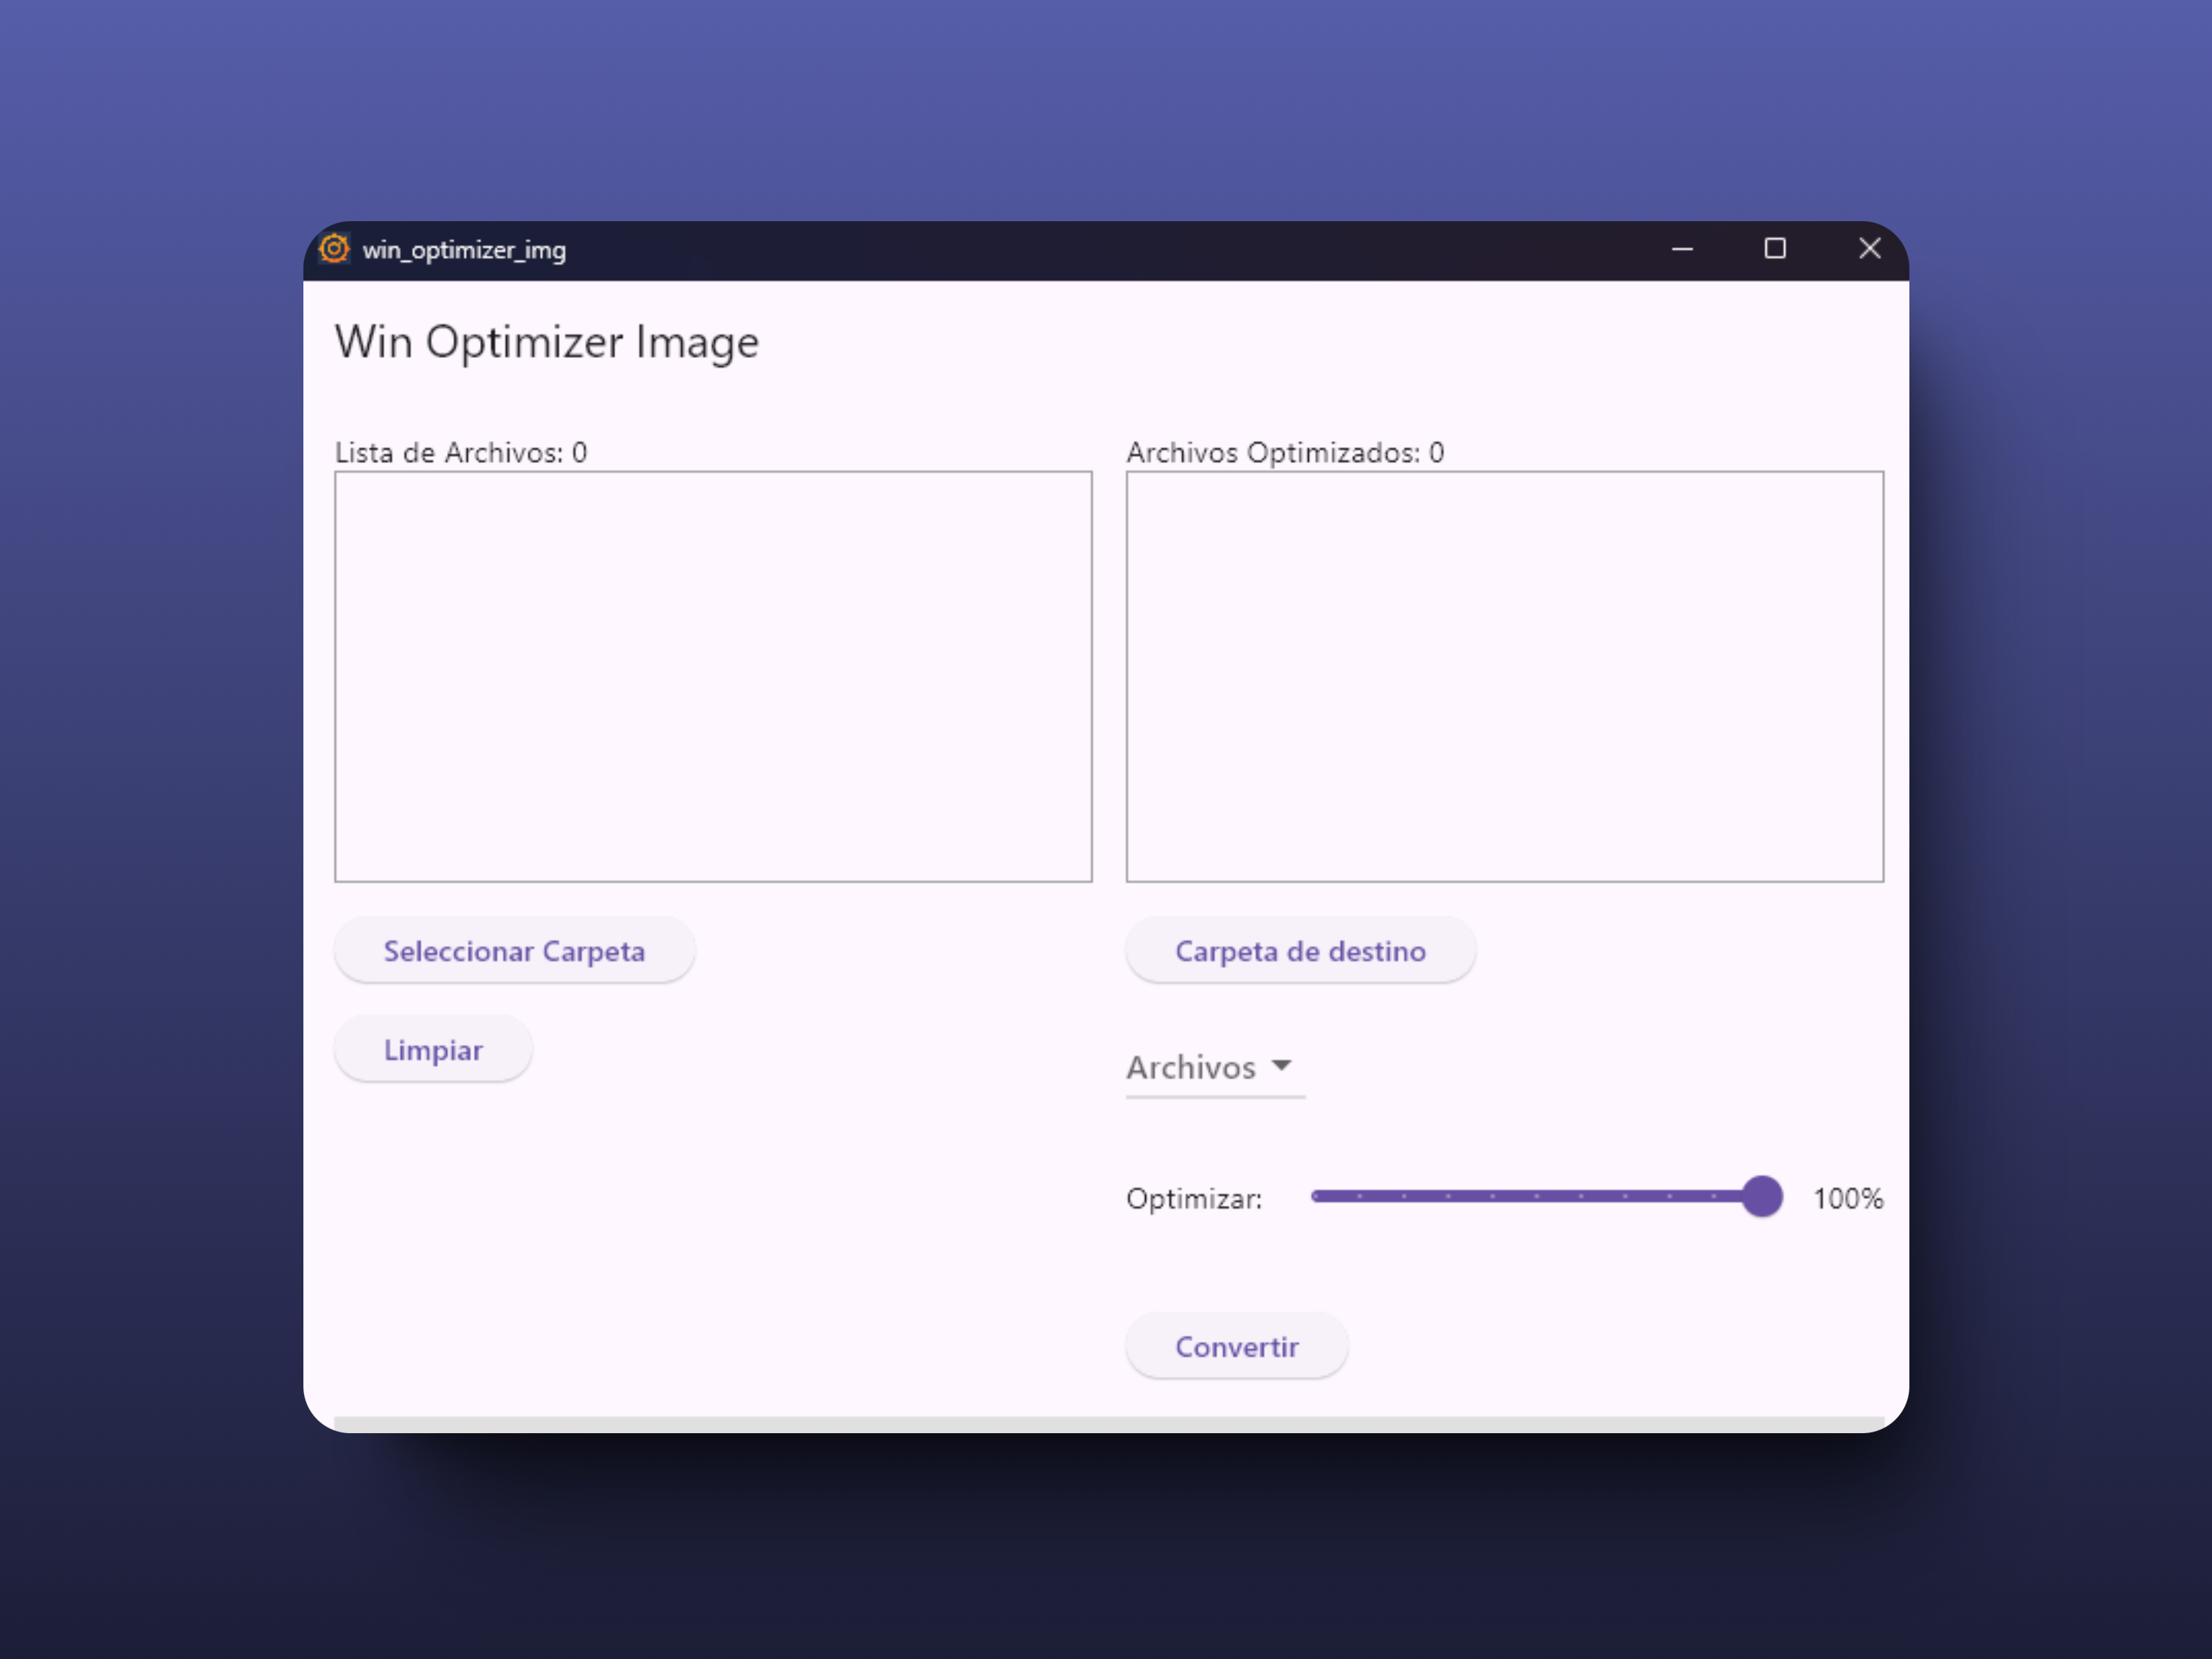 win_optimizer_img
Win Optimizer Image
Lista de Archivos: 0
Archivos Optimizados: 0
Seleccionar Carpeta
Carpeta de destino
Limpiar
Archivos
Optimizar:
100%
Convertir